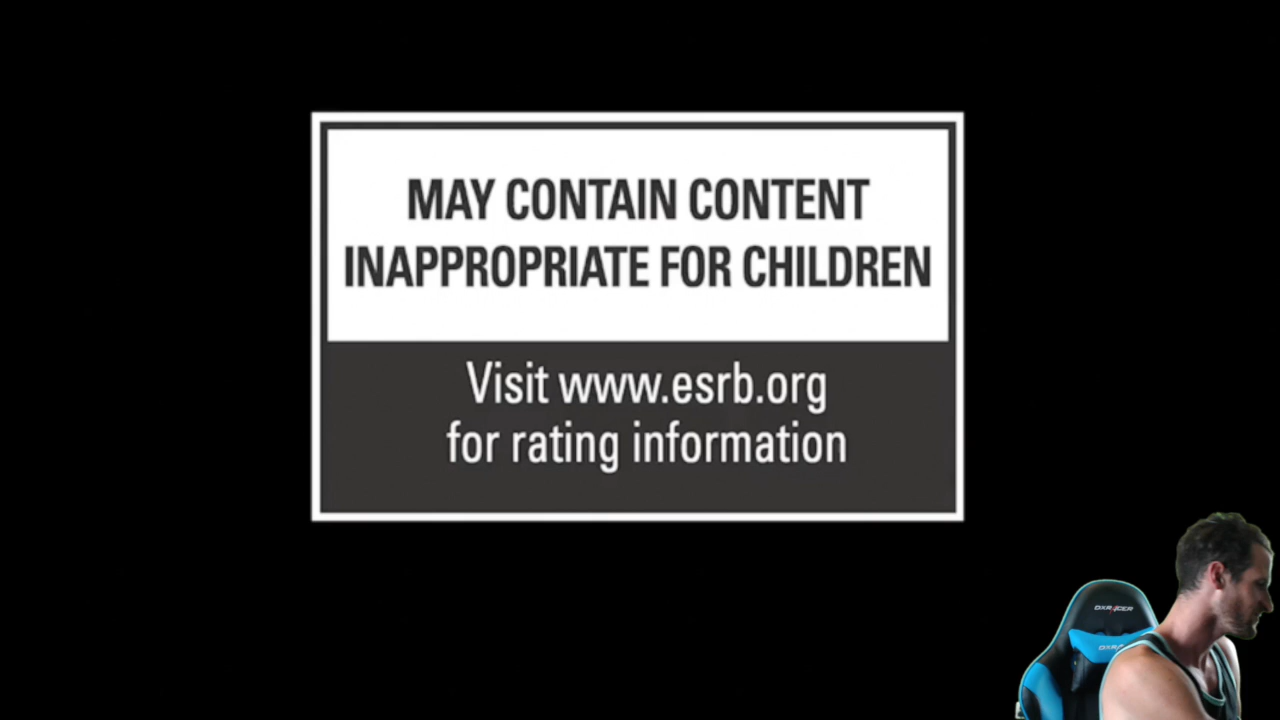 MAY CONTAIN CONTENT
INAPPROPRIATE FOR CHILDREN
Visit www.esrb.org
for rating information
DXRACER